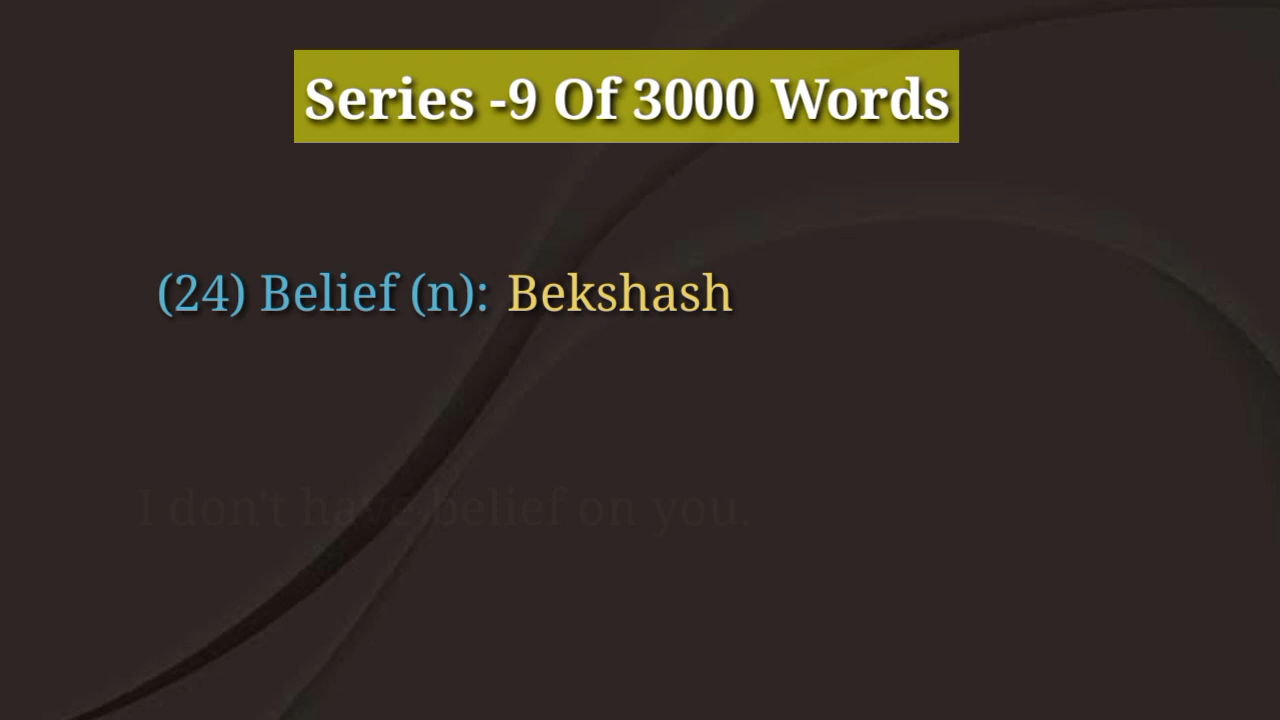 Series -9 Of 3000 Words
(24) Belief (n): Bekshash
I don't have belief on you.